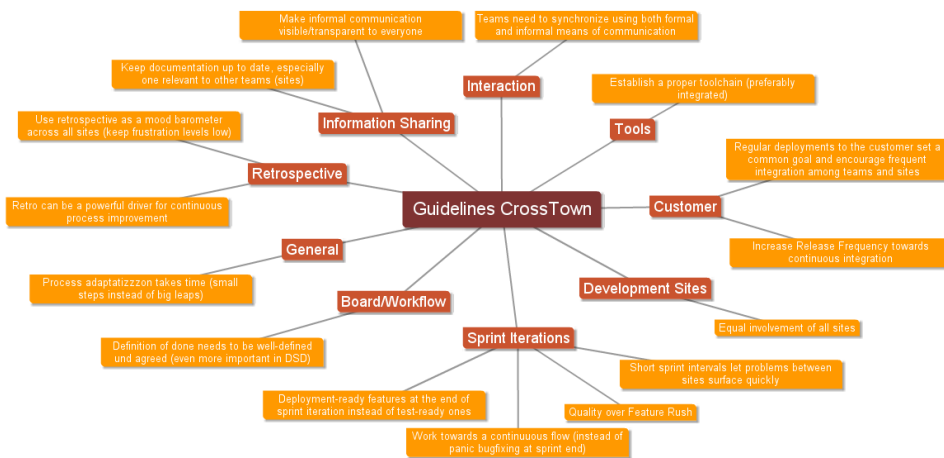 Make informal communication
visible/transparent to everyone
Teams need to synchronize using both formal
and informal means of communication
Keep documentation up to date, especially
one relevant to other teams (sites)
Interaction
Establish a proper toolchain (preferably
integrated)
Use retrospective as a mood barometer
across all sites (keep frustration levels low)
Information Sharing
Tools
Regular deployments to the customer set a
common goal and encourage frequent
integration among teams and sites
Retrospective
Retro can be a powerful driver for continuous
process improvement
Guidelines CrossTown
Customer
General
Increase Release Frequency towards
continuous integration
Process adaptatizzzon takes time (small
steps instead of big leaps)
Board/Workflow
Development Sites
Definition of done needs to be well-defined
und agreed (even more important in DSD)
Sprint Iterations
Equal involvement of all sites
Short sprint intervals let problems between
sites surface quickly
Deployment-ready features at the end of
sprint iteration instead of test-ready ones
Quality over Feature Rush
Work towards a continuuous flow (instead of
panic bugfixing at sprint end)